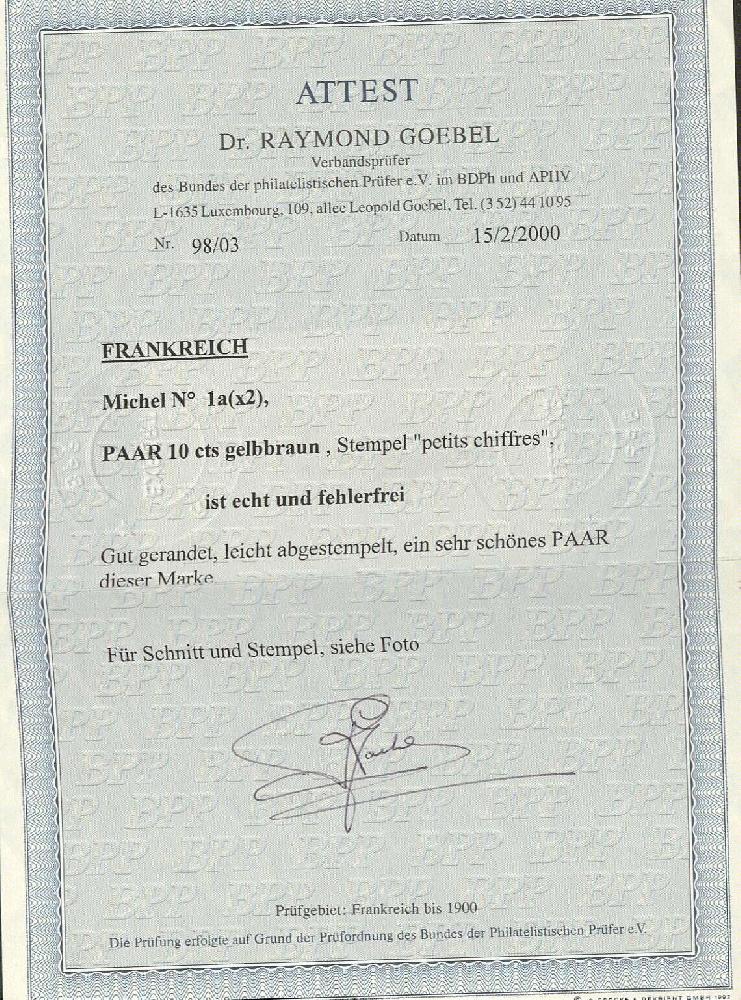 ATTEST
Dr. RAYMOND GOEBEL
Verbandsprüfer
des Bundes der philatelistischen Prüfer e.V. im BDPh und APHV
L-1635 Luxembourg, 109, allee Leopold Goebel, Tel. (3 52) 44 10 95
Nr. 98/03 Datum 15/2/2000
FRANKREICH
Michel N° 1a(x2),
PAAR 10 cts gelbbraun , Stempel "petits chiffres",
ist echt und fehlerfrei
Gut gerandet, leicht abgestempelt, ein sehr schönes PAAR
dieser Marke
Für Schnitt und Stempel, siehe Foto
Prüfgebiet: Frankreich bis 1900
Die Prüfung erfolgte auf Grund der Prüfordnung des Bundes der Philatelistischen Prüfer e.V.